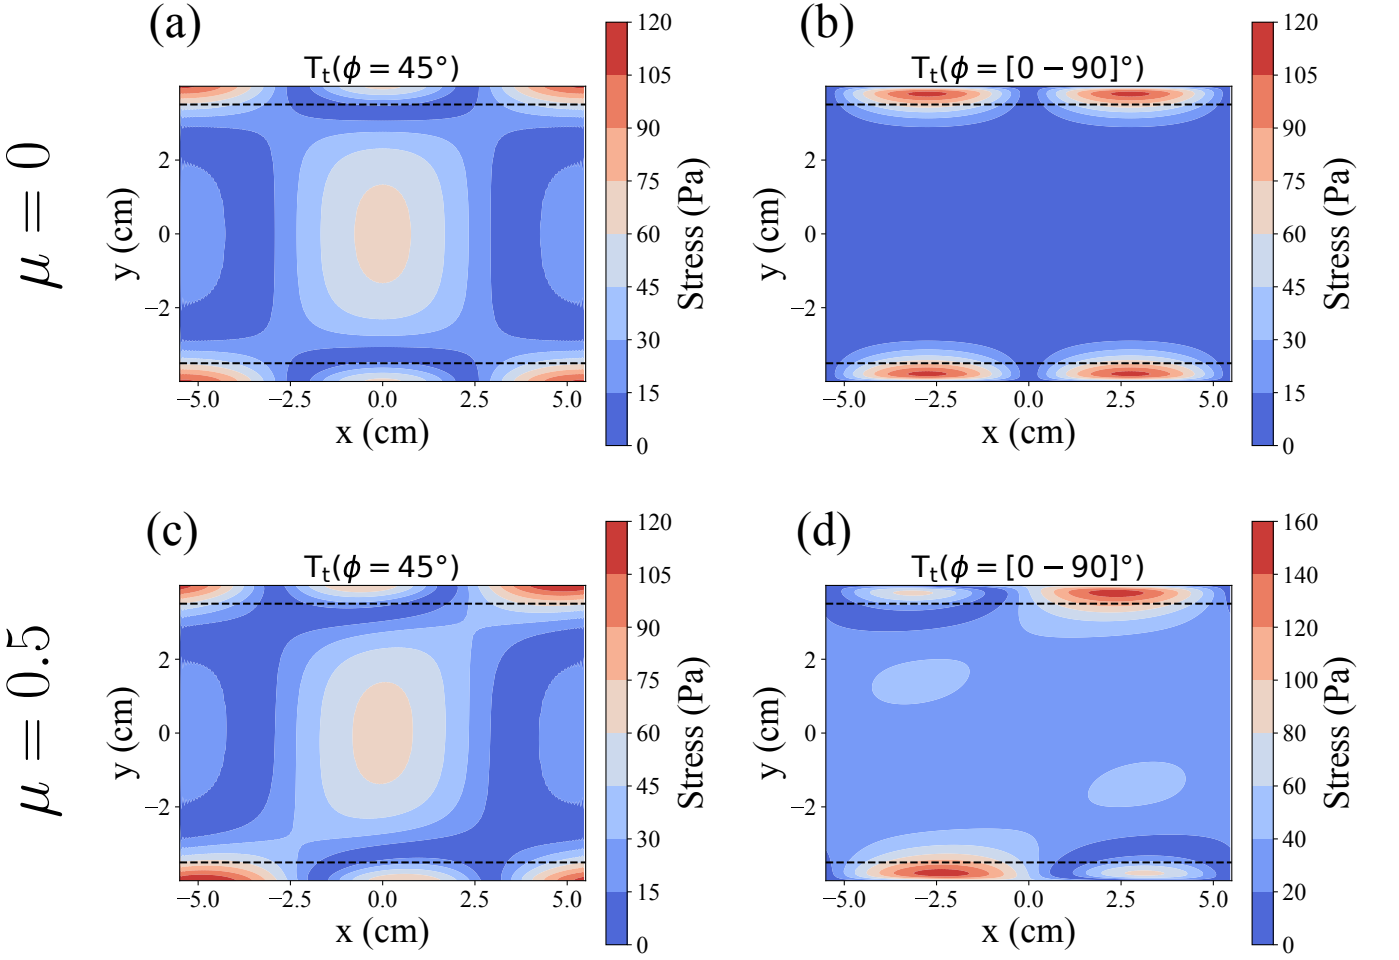 (a)
(b)
μ = 0
T_t(ϕ = 45°)
y (cm)
2
0
−2
−5.0 −2.5 0.0 2.5 5.0
x (cm)
120
105
90
75
60
45
30
15
0
Stress (Pa)
T_t(ϕ = [0 − 90]°)
y (cm)
2
0
−2
−5.0 −2.5 0.0 2.5 5.0
x (cm)
120
105
90
75
60
45
30
15
0
Stress (Pa)
(c)
(d)
μ = 0.5
T_t(ϕ = 45°)
y (cm)
2
0
−2
−5.0 −2.5 0.0 2.5 5.0
x (cm)
120
105
90
75
60
45
30
15
0
Stress (Pa)
T_t(ϕ = [0 − 90]°)
y (cm)
2
0
−2
−5.0 −2.5 0.0 2.5 5.0
x (cm)
160
140
120
100
80
60
40
20
0
Stress (Pa)